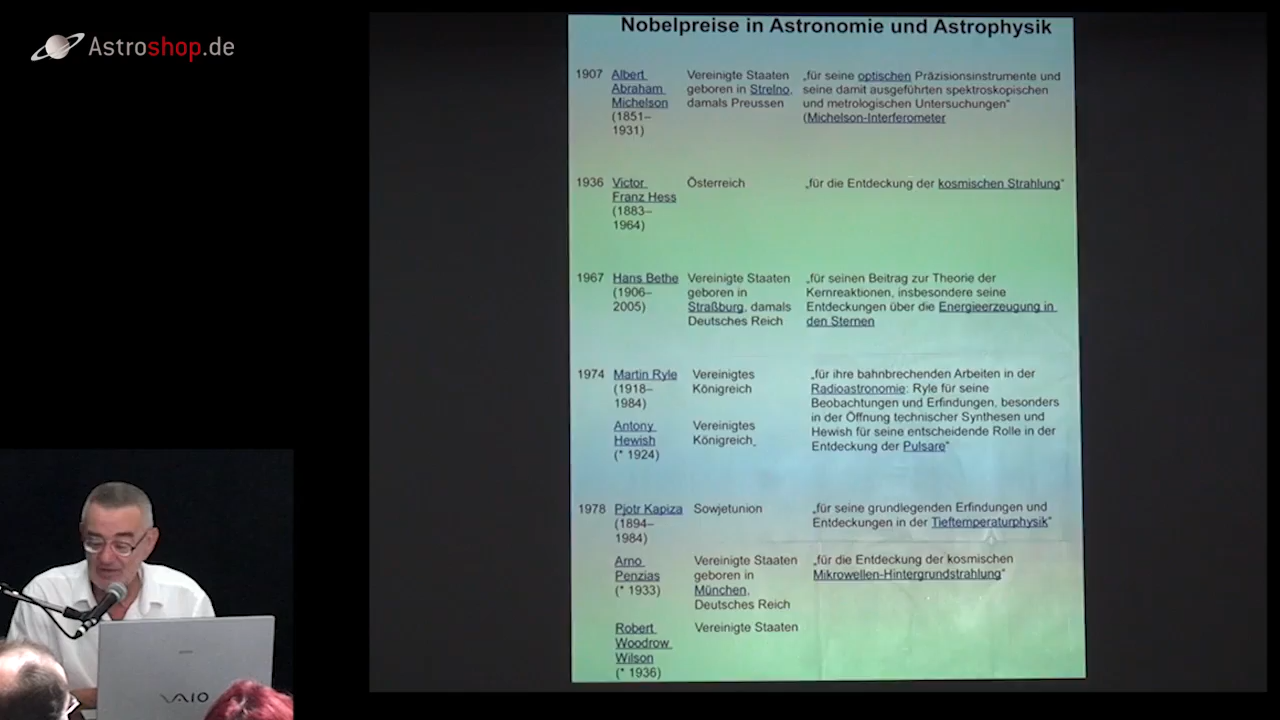 Astroshop.de
Nobelpreise in Astronomie und Astrophysik
1907 Albert Vereinigte Staaten „für seine optischen Präzisionsinstrumente und
Abraham geboren in Strelno, seine damit ausgeführten spektroskopischen
Michelson damals Preussen und metrologischen Untersuchungen“
(1851– (Michelson-Interferometer
1931)
1936 Victor Österreich „für die Entdeckung der kosmischen Strahlung“
Franz Hess
(1883–
1964)
1967 Hans Bethe Vereinigte Staaten „für seinen Beitrag zur Theorie der
(1906– geboren in Kernreaktionen, insbesondere seine
2005) Straßburg, damals Entdeckungen über die Energieerzeugung in
Deutsches Reich den Sternen
1974 Martin Ryle Vereinigtes „für ihre bahnbrechenden Arbeiten in der
(1918– Königreich Radioastronomie: Ryle für seine
1984) Beobachtungen und Erfindungen, besonders
in der Öffnung technischer Synthesen und
Antony Vereinigtes Hewish für seine entscheidende Rolle in der
Hewish Königreich Entdeckung der Pulsare“
(* 1924)
1978 Pjotr Kapiza Sowjetunion „für seine grundlegenden Erfindungen und
(1894– Entdeckungen in der Tieftemperaturphysik“
1984)
Arno Vereinigte Staaten „für die Entdeckung der kosmischen
Penzias geboren in Mikrowellen-Hintergrundstrahlung“
(* 1933) München,
Deutsches Reich
Robert Vereinigte Staaten
Woodrow
Wilson
(* 1936)
VAIO